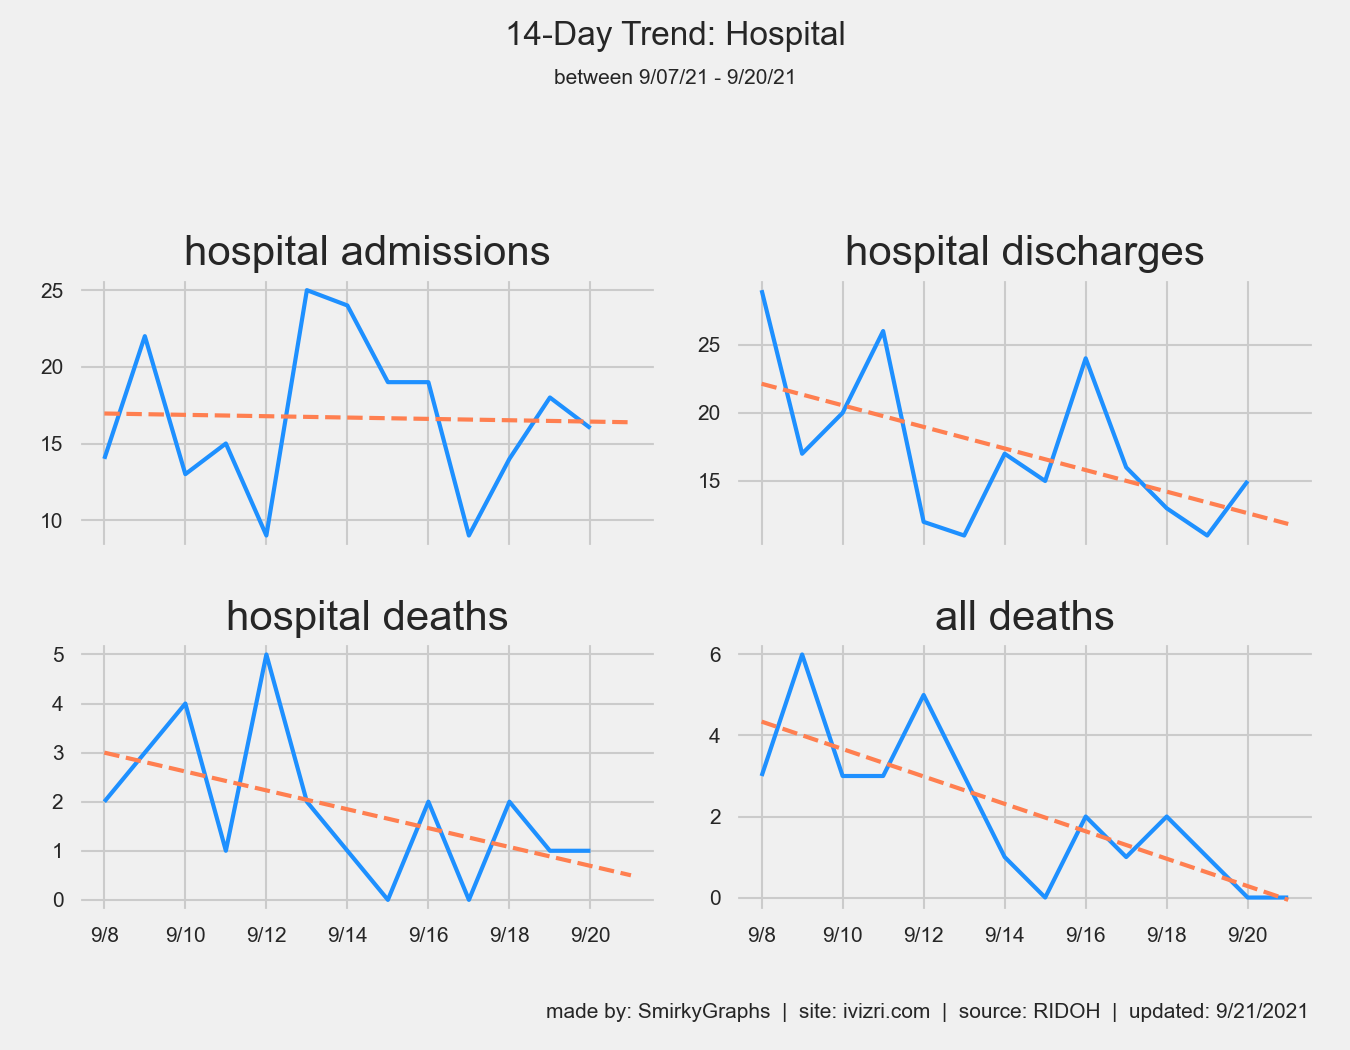 14-Day Trend: Hospital
between 9/07/21 - 9/20/21
hospital admissions
25
20
15
10
hospital discharges
25
20
15
hospital deaths
5
4
3
2
1
0
9/8 9/10 9/12 9/14 9/16 9/18 9/20
all deaths
6
4
2
0
9/8 9/10 9/12 9/14 9/16 9/18 9/20
made by: SmirkyGraphs | site: ivizri.com | source: RIDOH | updated: 9/21/2021